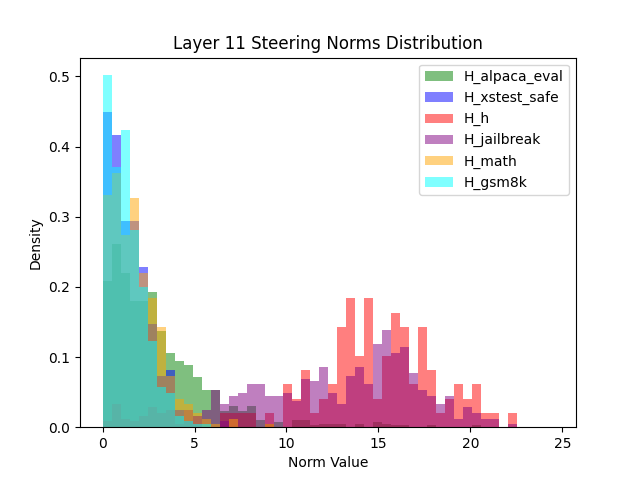 Layer 11 Steering Norms Distribution
Density
0.5
0.4
0.3
0.2
0.1
0.0
H_alpaca_eval
H_xstest_safe
H_h
H_jailbreak
H_math
H_gsm8k
0 5 10 15 20 25
Norm Value